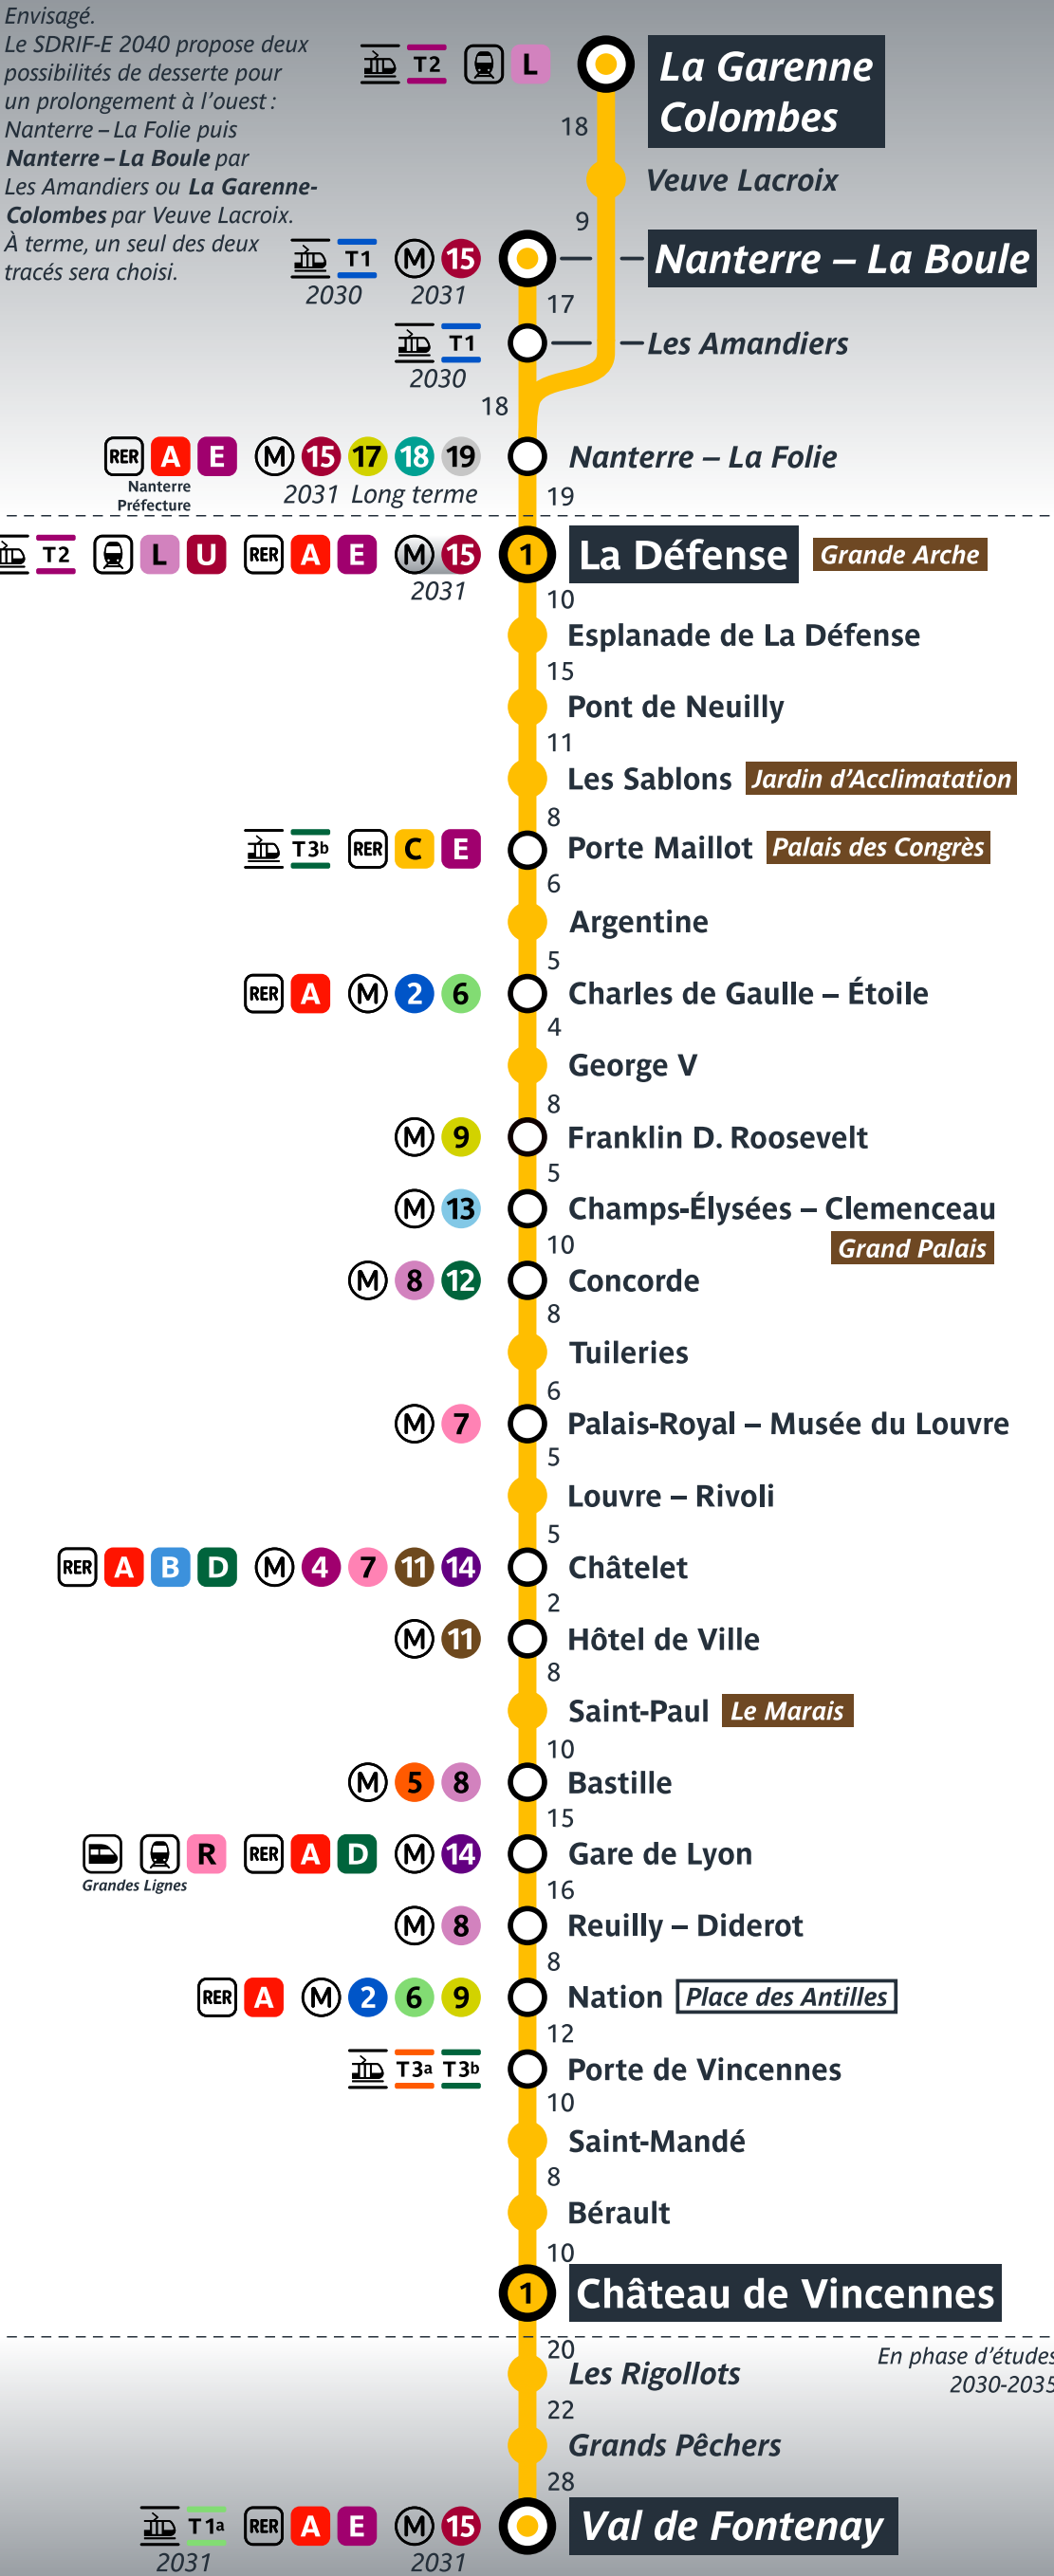 Envisagé.
Le SDRIF-E 2040 propose deux
possibilités de desserte pour
un prolongement à l'ouest :
Nanterre – La Folie puis
Nanterre – La Boule par
Les Amandiers ou La Garenne-
Colombes par Veuve Lacroix.
À terme, un seul des deux
tracés sera choisi.
T2 L La Garenne
Colombes
18
Veuve Lacroix
9
T1 M 15 Nanterre – La Boule
2030 2031
17
T1 Les Amandiers
2030
18
RER A E M 15 17 18 19 Nanterre – La Folie
Nanterre
Préfecture
2031 Long terme
19
T2 L U RER A E M 15 1 La Défense Grande Arche
2031
10
Esplanade de La Défense
15
Pont de Neuilly
11
Les Sablons Jardin d'Acclimatation
8
T3b RER C E Porte Maillot Palais des Congrès
6
Argentine
5
RER A M 2 6 Charles de Gaulle – Étoile
4
George V
8
M 9 Franklin D. Roosevelt
5
M 13 Champs-Élysées – Clemenceau
10 Grand Palais
M 8 12 Concorde
8
Tuileries
6
M 7 Palais-Royal – Musée du Louvre
5
Louvre – Rivoli
5
RER A B D M 4 7 11 14 Châtelet
2
M 11 Hôtel de Ville
8
Saint-Paul Le Marais
10
M 5 8 Bastille
15
R RER A D M 14 Gare de Lyon
Grandes Lignes
16
M 8 Reuilly – Diderot
8
RER A M 2 6 9 Nation Place des Antilles
12
T3a T3b Porte de Vincennes
10
Saint-Mandé
8
Bérault
10
1 Château de Vincennes
20
Les Rigollots
En phase d'études
2030-2035
22
Grands Pêchers
28
T1a RER A E M 15 Val de Fontenay
2031 2031